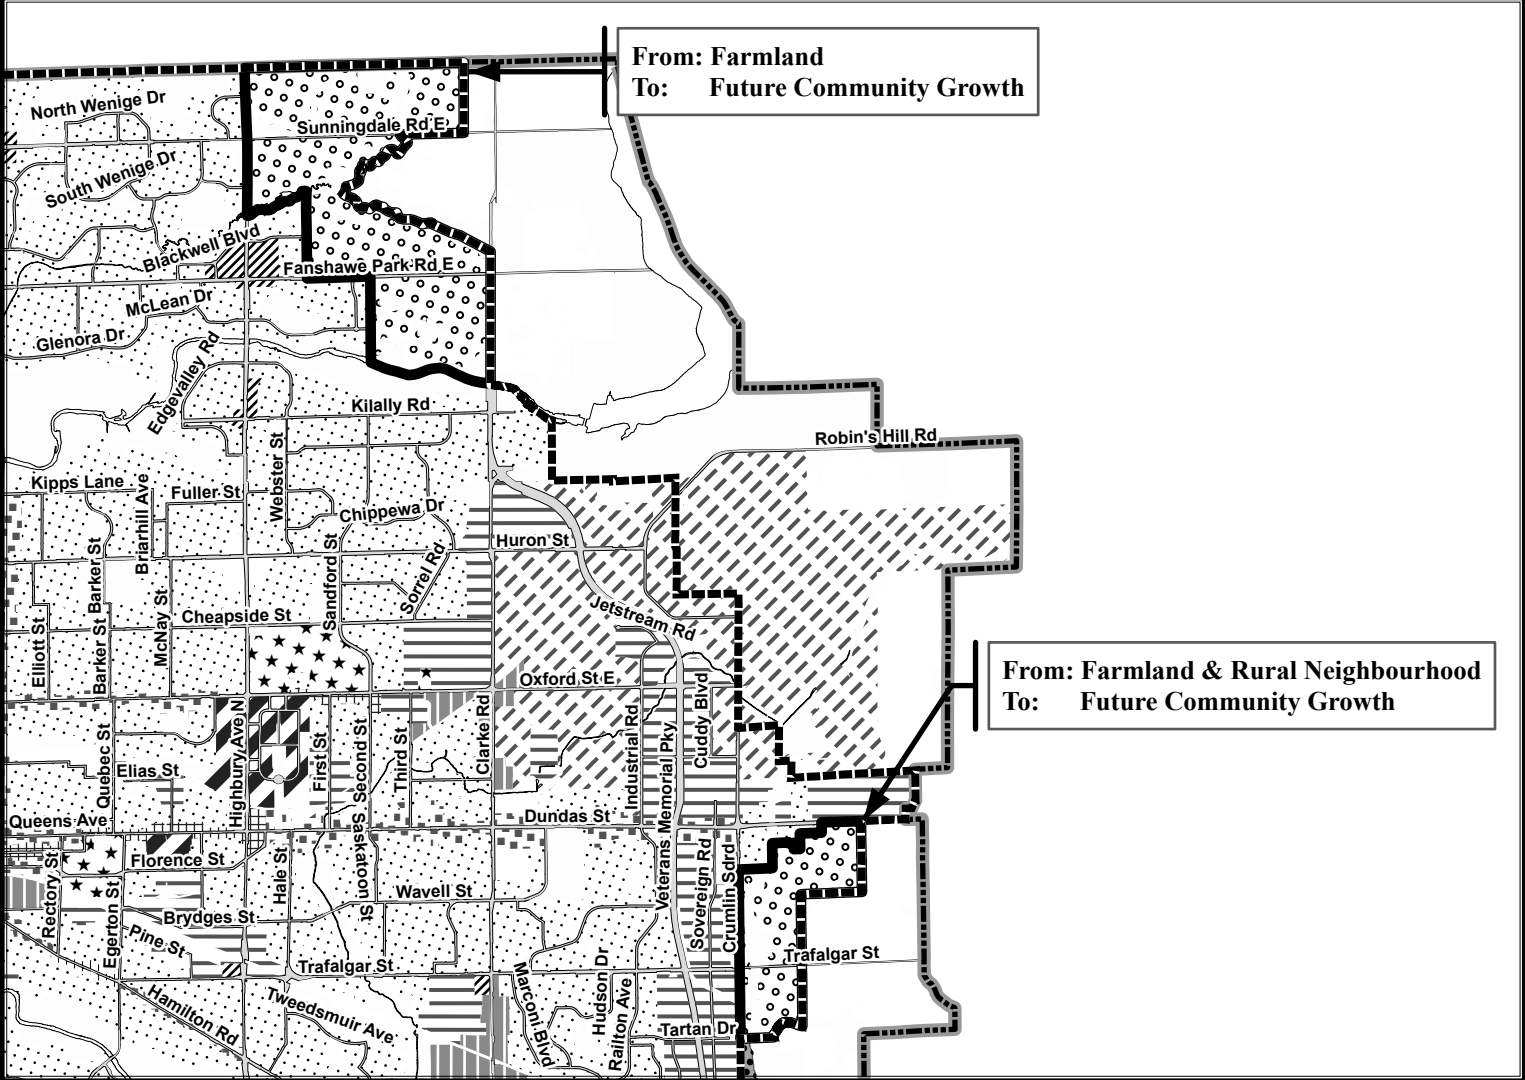 From: Farmland
To: Future Community Growth
North Wenige Dr
Sunningdale Rd E
South Wenige Dr
Blackwell Blvd
Fanshawe Park Rd E
McLean Dr
Glenora Dr
Edgevalley Rd
Kilally Rd
Robin's Hill Rd
Webster St
Kipps Lane
Briarhill Ave
Fuller St
Chippewa Dr
Huron St
Barker St
Sandford St
Sorrel Rd
Jetstream Rd
Elliott St
Barker St
McNay St
Cheapside St
From: Farmland & Rural Neighbourhood
To: Future Community Growth
Oxford St E
Quebec St
Elias St
Highbury Ave N
First St
Second St
Third St
Clarke Rd
Industrial Rd
Veterans Memorial Pky
Cuddy Blvd
Queens Ave
Dundas St
Florence St
Rectory St
Egerton St
Hale St
Saskatoon St
Wavell St
Sovereign Rd
Crumlin Sdrd
Brydges St
Pine St
Trafalgar St
Trafalgar St
Hamilton Rd
Tweedsmuir Ave
Marconi Blvd
Hudson Dr
Railton Ave
Tartan Dr